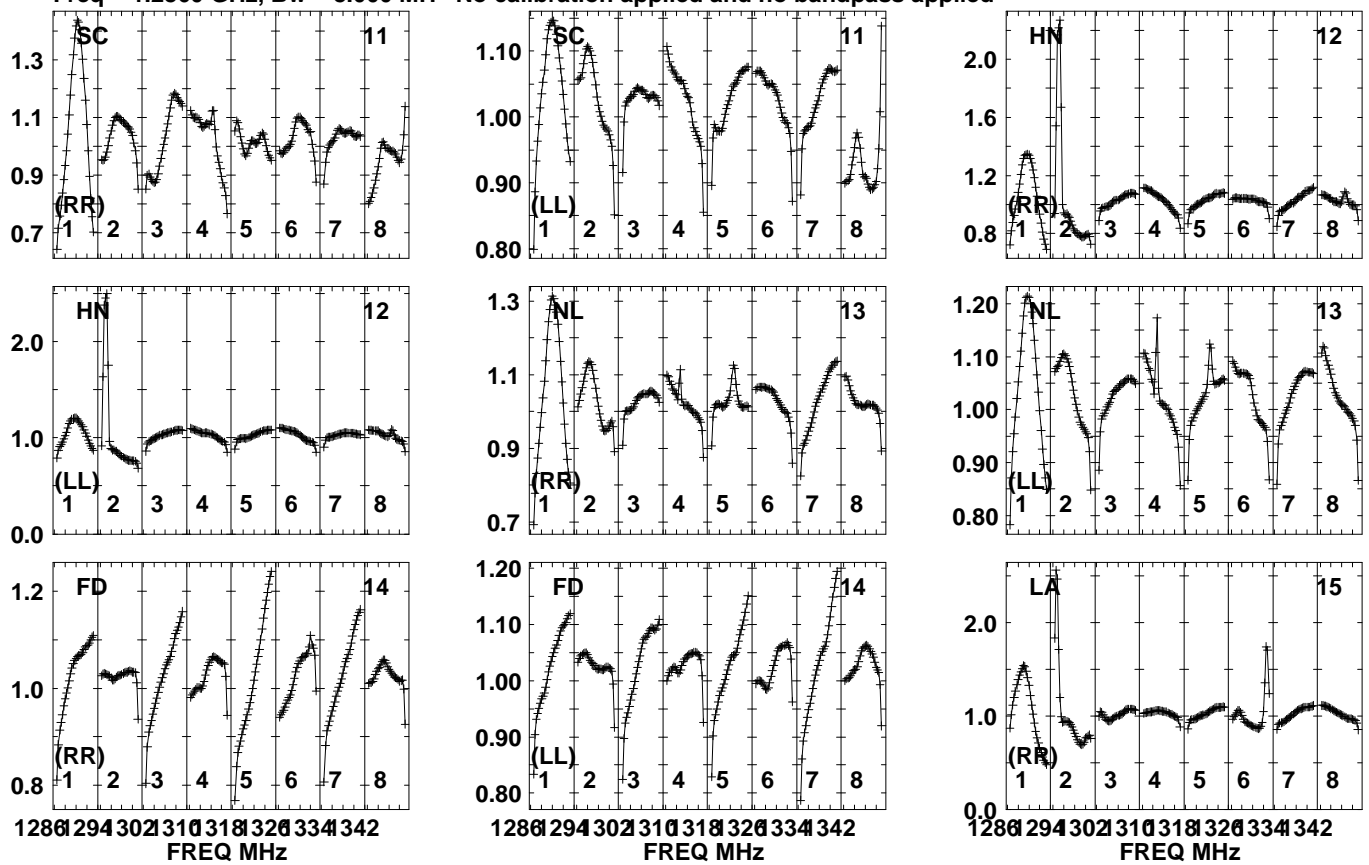 Freq GHz, Bw MH No calibration applied and no bandpass applied
SC 11
1.3
1.1
0.9
0.7
(RR)
1 2 3 4 5 6 7 8
SC 11
1.10
1.00
0.90
0.80
(LL)
1 2 3 4 5 6 7 8
HN 12
2.0
1.6
1.2
0.8
(RR)
1 2 3 4 5 6 7 8
HN 12
2.0
1.0
0.0
(LL)
1 2 3 4 5 6 7 8
NL 13
1.3
1.1
0.9
0.7
(RR)
1 2 3 4 5 6 7 8
NL 13
1.20
1.10
1.00
0.90
0.80
(LL)
1 2 3 4 5 6 7 8
FD 14
1.2
1.0
0.8
(RR)
1 2 3 4 5 6 7 8
1286 1294 1302 1310 1318 1326 1334 1342
FREQ MHz
FD 14
1.20
1.10
1.00
0.90
0.80
(LL)
1 2 3 4 5 6 7 8
1286 1294 1302 1310 1318 1326 1334 1342
FREQ MHz
LA 15
2.0
1.0
0.0
(RR)
1 2 3 4 5 6 7 8
1286 1294 1302 1310 1318 1326 1334 1342
FREQ MHz